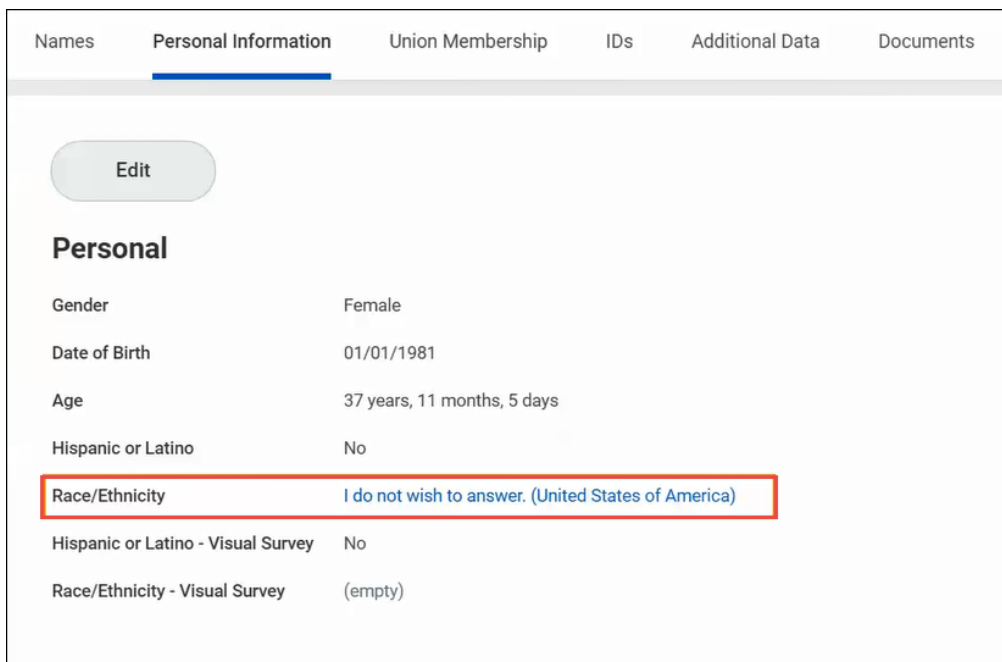 Names Personal Information Union Membership IDs Additional Data Documents
Edit
Personal
Gender Female
Date of Birth 01/01/1981
Age 37 years, 11 months, 5 days
Hispanic or Latino No
Race/Ethnicity I do not wish to answer. (United States of America)
Hispanic or Latino - Visual Survey No
Race/Ethnicity - Visual Survey (empty)